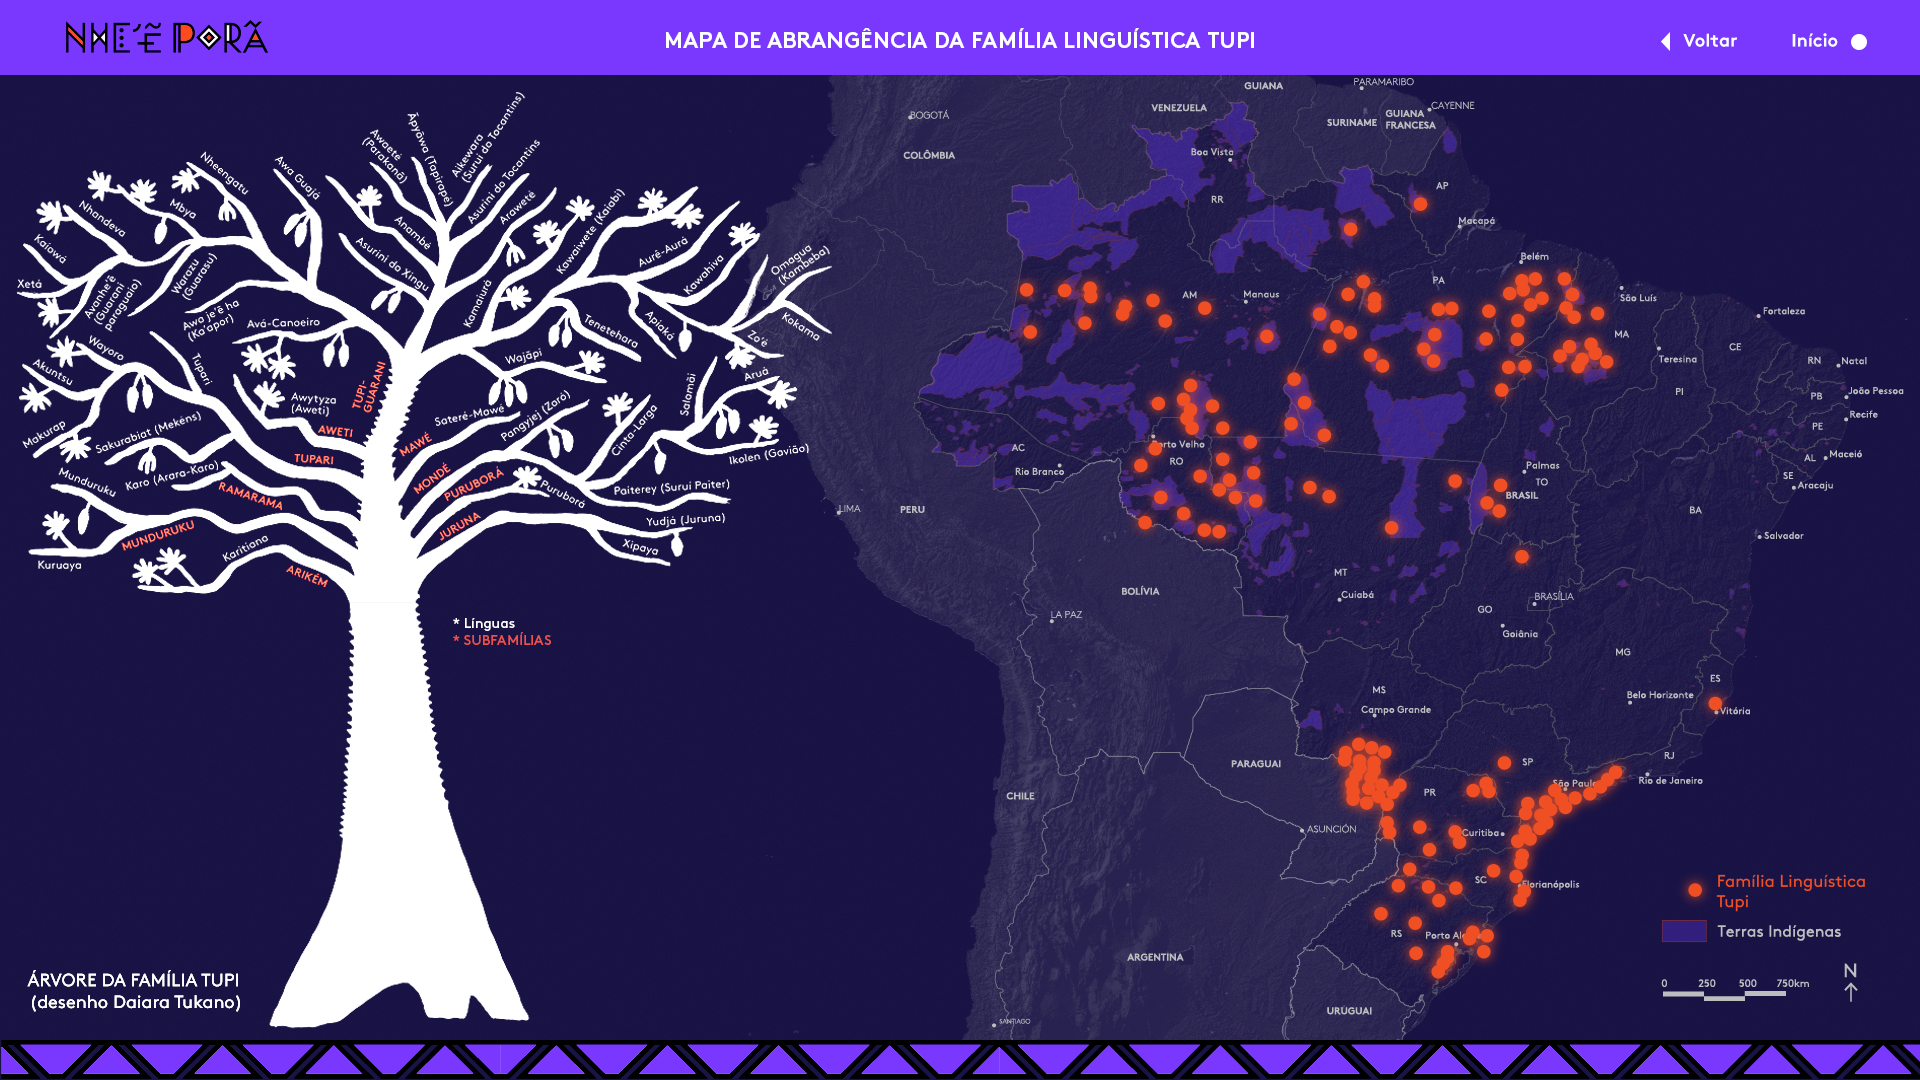 NHE'Ẽ PORÃ
MAPA DE ABRANGÊNCIA DA FAMÍLIA LINGUÍSTICA TUPI
Voltar
Início
Nheengatu
Mbya
Nhandeva
Kaiowá
Xetá
Avanhe'ẽ
(Guarani
paraguaio)
Warazu
(Guarasu)
Awa Guajá
Awa je'ẽ ha
(Ka'apor)
Avá-Canoeiro
Awaeté
(Parakanã)
Anambé
Asurini do Xingu
Ãpyãwa (Tapirapé)
Aikewara
(Suruí do Tocantins)
Asurini do Tocantins
Araweté
Kamaiurá
Kawaiwete (Kaiabi)
Aurê-Aurá
Kawahiva
Omagua
(Kambeba)
Kokama
Zo'é
Apiaká
Tenetehara
Wajãpi
TUPI-
GUARANI
Wayoro
Tupari
Akuntsu
Makurap
Sakurabiat (Mekéns)
Awytyza
(Aweti)
AWETI
TUPARI
Karo (Arara-Karo)
RAMARAMA
Munduruku
MUNDURUKU
Kuruaya
Karitiana
ARIKÉM
MAWÉ
Sateré-Mawé
MONDÉ
Pangyjej (Zoró)
Cinta-Larga
Salamãi
Aruá
Ikolen (Gavião)
Paiterey (Surui Paiter)
PURUBORÁ
Puruborá
JURUNA
Yudjá (Juruna)
Xipaya
* Línguas
* SUBFAMÍLIAS
ÁRVORE DA FAMÍLIA TUPI
(desenho Daiara Tukano)
BOGOTÁ
COLÔMBIA
VENEZUELA
GUIANA
PARAMARIBO
SURINAME
GUIANA
FRANCESA
CAYENNE
Boa Vista
RR
AP
Macapá
Belém
PA
AM
Manaus
São Luís
MA
Teresina
Fortaleza
CE
RN
Natal
PI
PB
João Pessoa
Recife
PE
AL
Maceió
SE
Aracaju
AC
Rio Branco
Porto Velho
RO
Palmas
TO
BRASIL
BA
Salvador
LIMA
PERU
MT
Cuiabá
BOLÍVIA
LA PAZ
GO
BRASÍLIA
Goiânia
MG
ES
Belo Horizonte
Vitória
MS
Campo Grande
PARAGUAI
ASUNCIÓN
SP
São Paulo
RJ
Rio de Janeiro
PR
Curitiba
SC
Florianópolis
RS
CHILE
ARGENTINA
URUGUAI
SANTIAGO
Família Linguística
Tupi
Terras Indígenas
0 250 500 750km
N